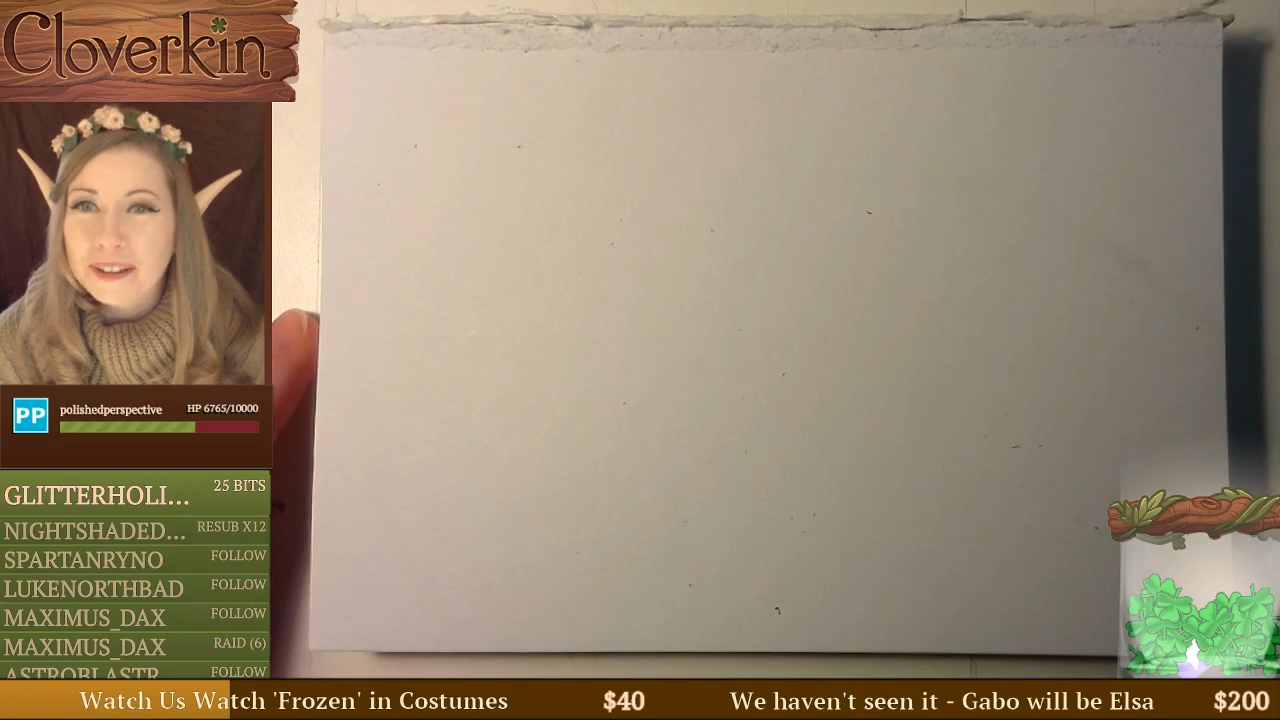 Cloverkin
PP polishedperspective HP 6765/10000
GLITTERHOLI... 25 BITS
NIGHTSHADED... RESUB X12
SPARTANRYNO FOLLOW
LUKENORTHBAD FOLLOW
MAXIMUS_DAX FOLLOW
MAXIMUS_DAX RAID (6)
ASTROBLASTR FOLLOW
Watch Us Watch 'Frozen' in Costumes $40 We haven't seen it - Gabo will be Elsa $200